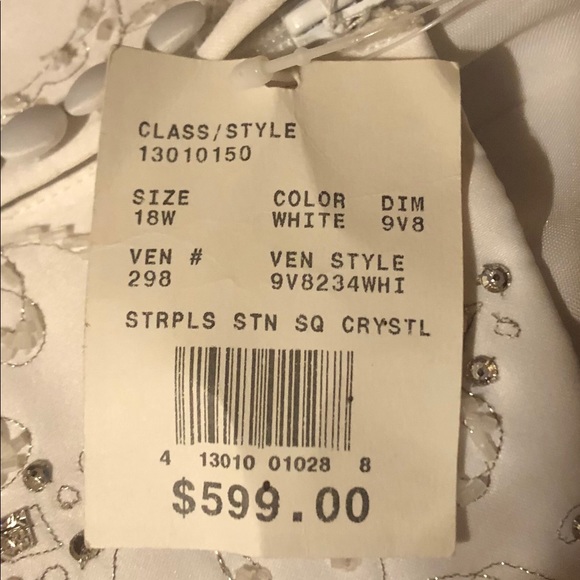 CLASS/STYLE
13010150
SIZE COLOR DIM
18W WHITE 9V8
VEN # VEN STYLE
298 9V8234WHI
STRPLS STN SQ CRYSTL
4 13010 01028 8
$599.00